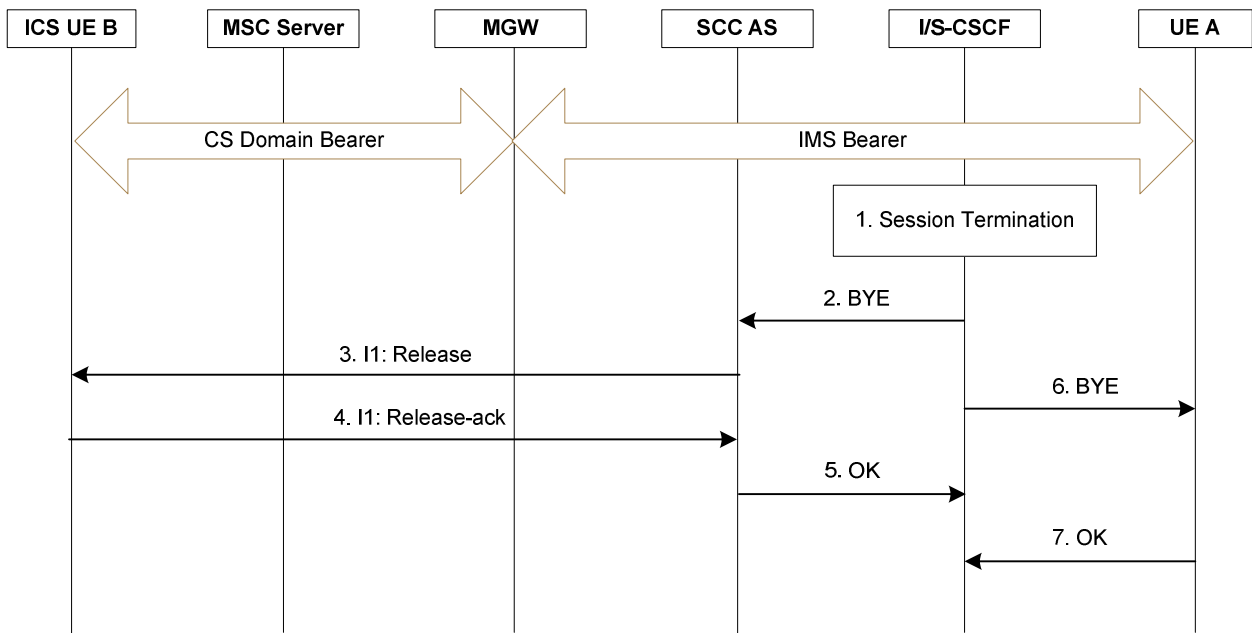 ICS UE B
MSC Server
MGW
SCC AS
I/S-CSCF
UE A
CS Domain Bearer
IMS Bearer
1. Session Termination
2. BYE
3. I1: Release
6. BYE
4. I1: Release-ack
5. OK
7. OK